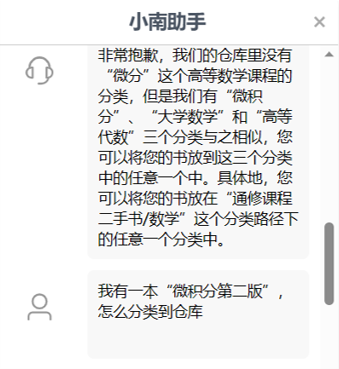 小南助手
非常抱歉，我们的仓库里没有
“微分”这个高等数学课程的
分类，但是我们有“微积
分”、“大学数学”和“高等
代数”三个分类与之相似，您
可以将您的书放到这三个分类
中的任意一个中。具体地，您
可以将您的书放在“通修课程
二手书/数学”这个分类路径下
的任意一个分类中。
我有一本“微积分第二版”，
怎么分类到仓库